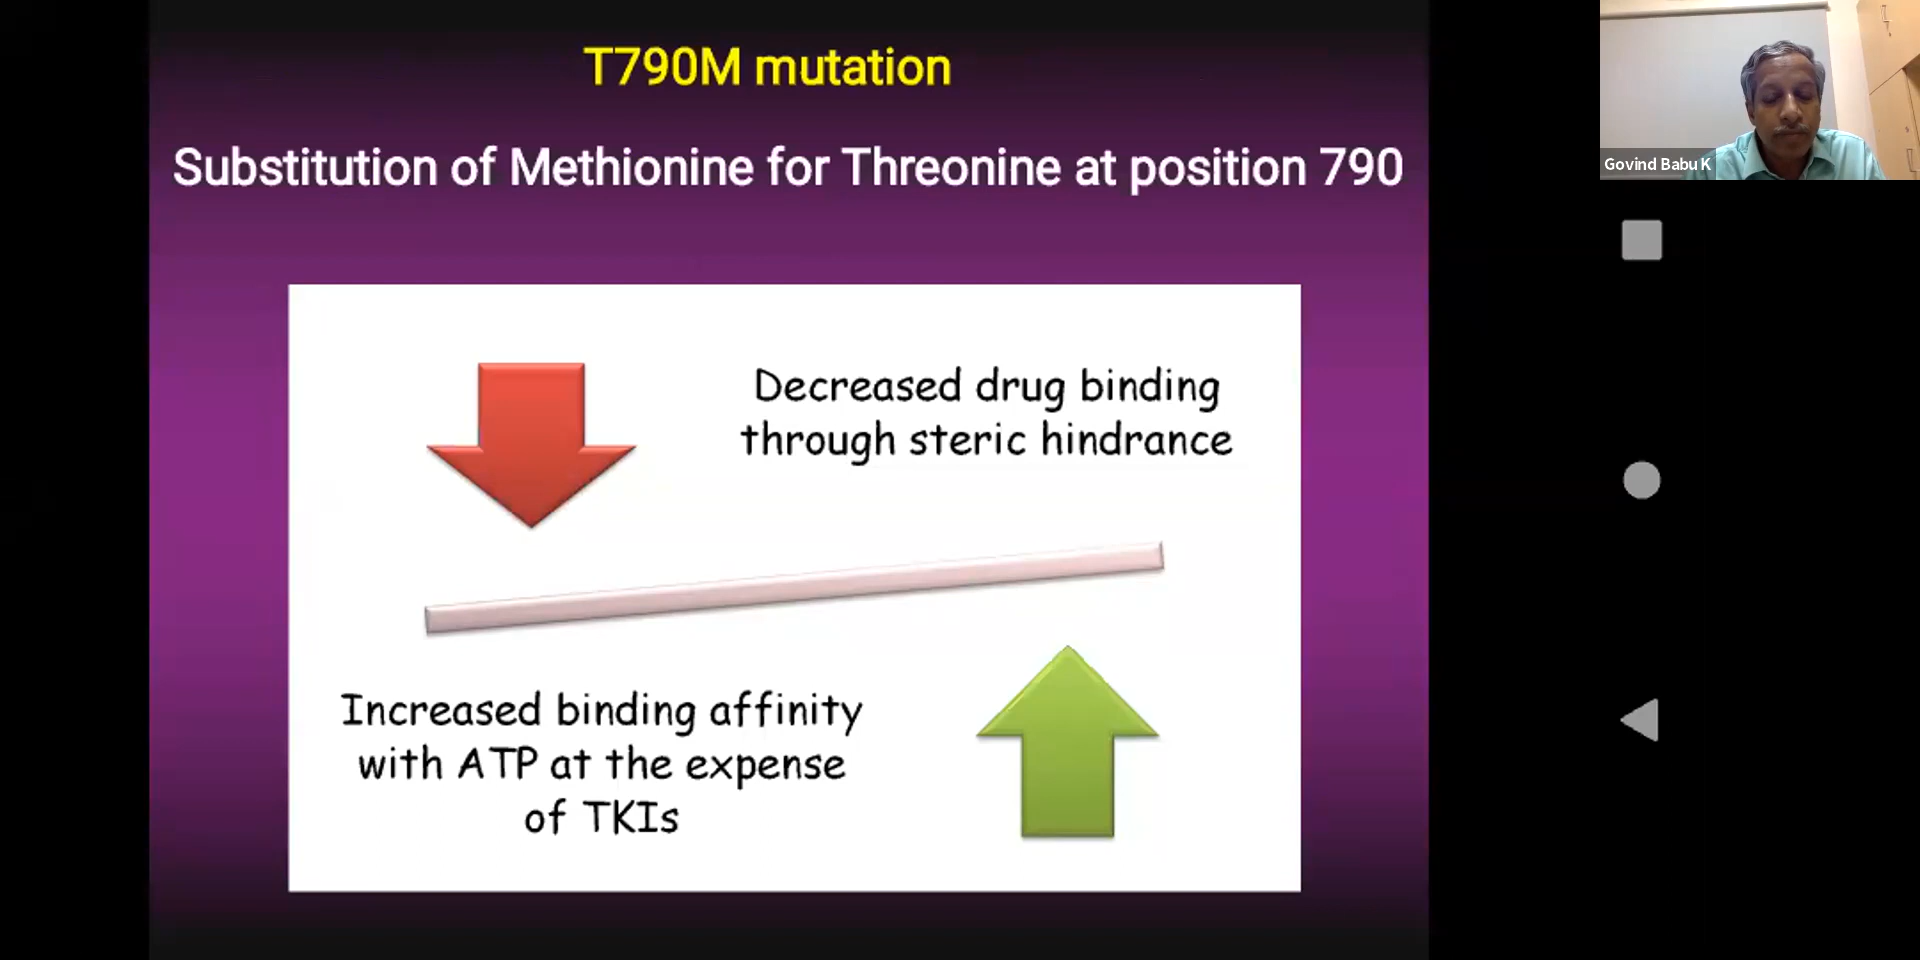 T790M mutation
Substitution of Methionine for Threonine at position 790
Decreased drug binding
through steric hindrance
Increased binding affinity
with ATP at the expense
of TKIs
Govind Babu K